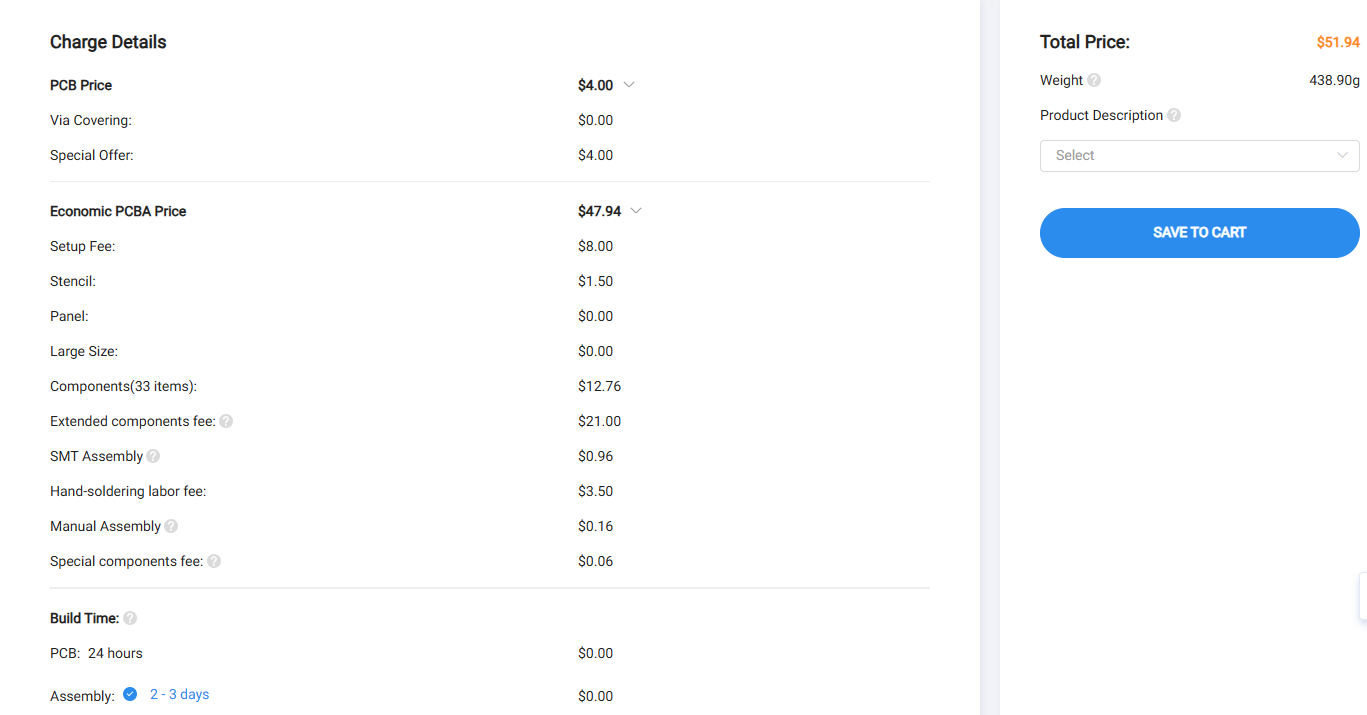 Charge Details
PCB Price $4.00
Via Covering: $0.00
Special Offer: $4.00
Economic PCBA Price $47.94
Setup Fee: $8.00
Stencil: $1.50
Panel: $0.00
Large Size: $0.00
Components(33 items): $12.76
Extended components fee: ? $21.00
SMT Assembly ? $0.96
Hand-soldering labor fee: $3.50
Manual Assembly ? $0.16
Special components fee: ? $0.06
Build Time: ?
PCB: 24 hours $0.00
Assembly: 2 - 3 days $0.00
Total Price: $51.94
Weight ? 438.90g
Product Description ?
Select
SAVE TO CART